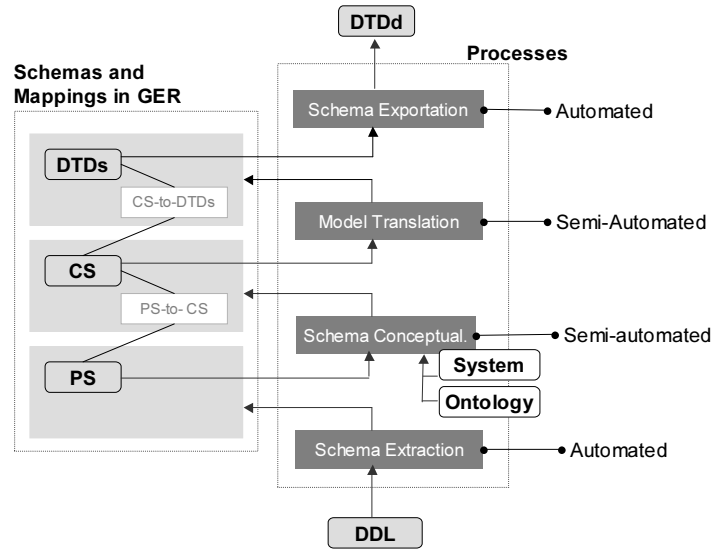 DTDd
Processes
Schemas and
Mappings in GER
Schema Exportation
Automated
DTDs
CS-to-DTDs
Model Translation
Semi-Automated
CS
PS-to- CS
Schema Conceptual.
Semi-automated
System
PS
Ontology
Schema Extraction
Automated
DDL